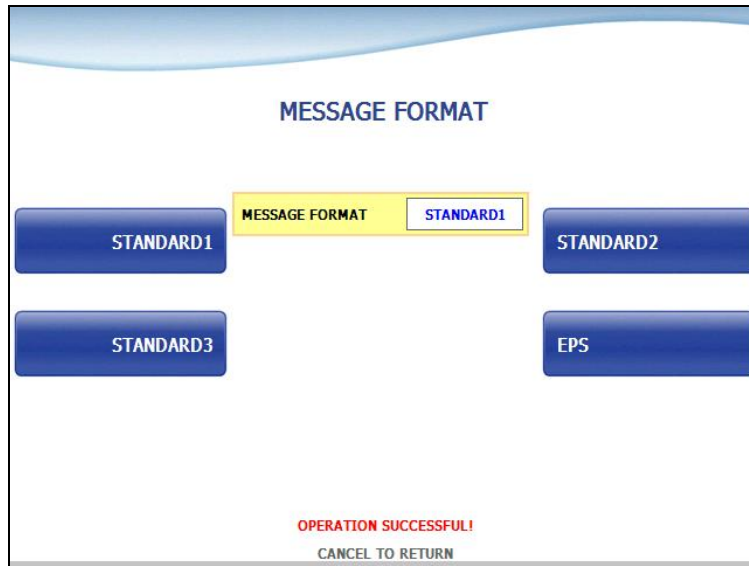 MESSAGE FORMAT
MESSAGE FORMAT STANDARD1
STANDARD1 STANDARD2
STANDARD3 EPS
OPERATION SUCCESSFUL!
CANCEL TO RETURN